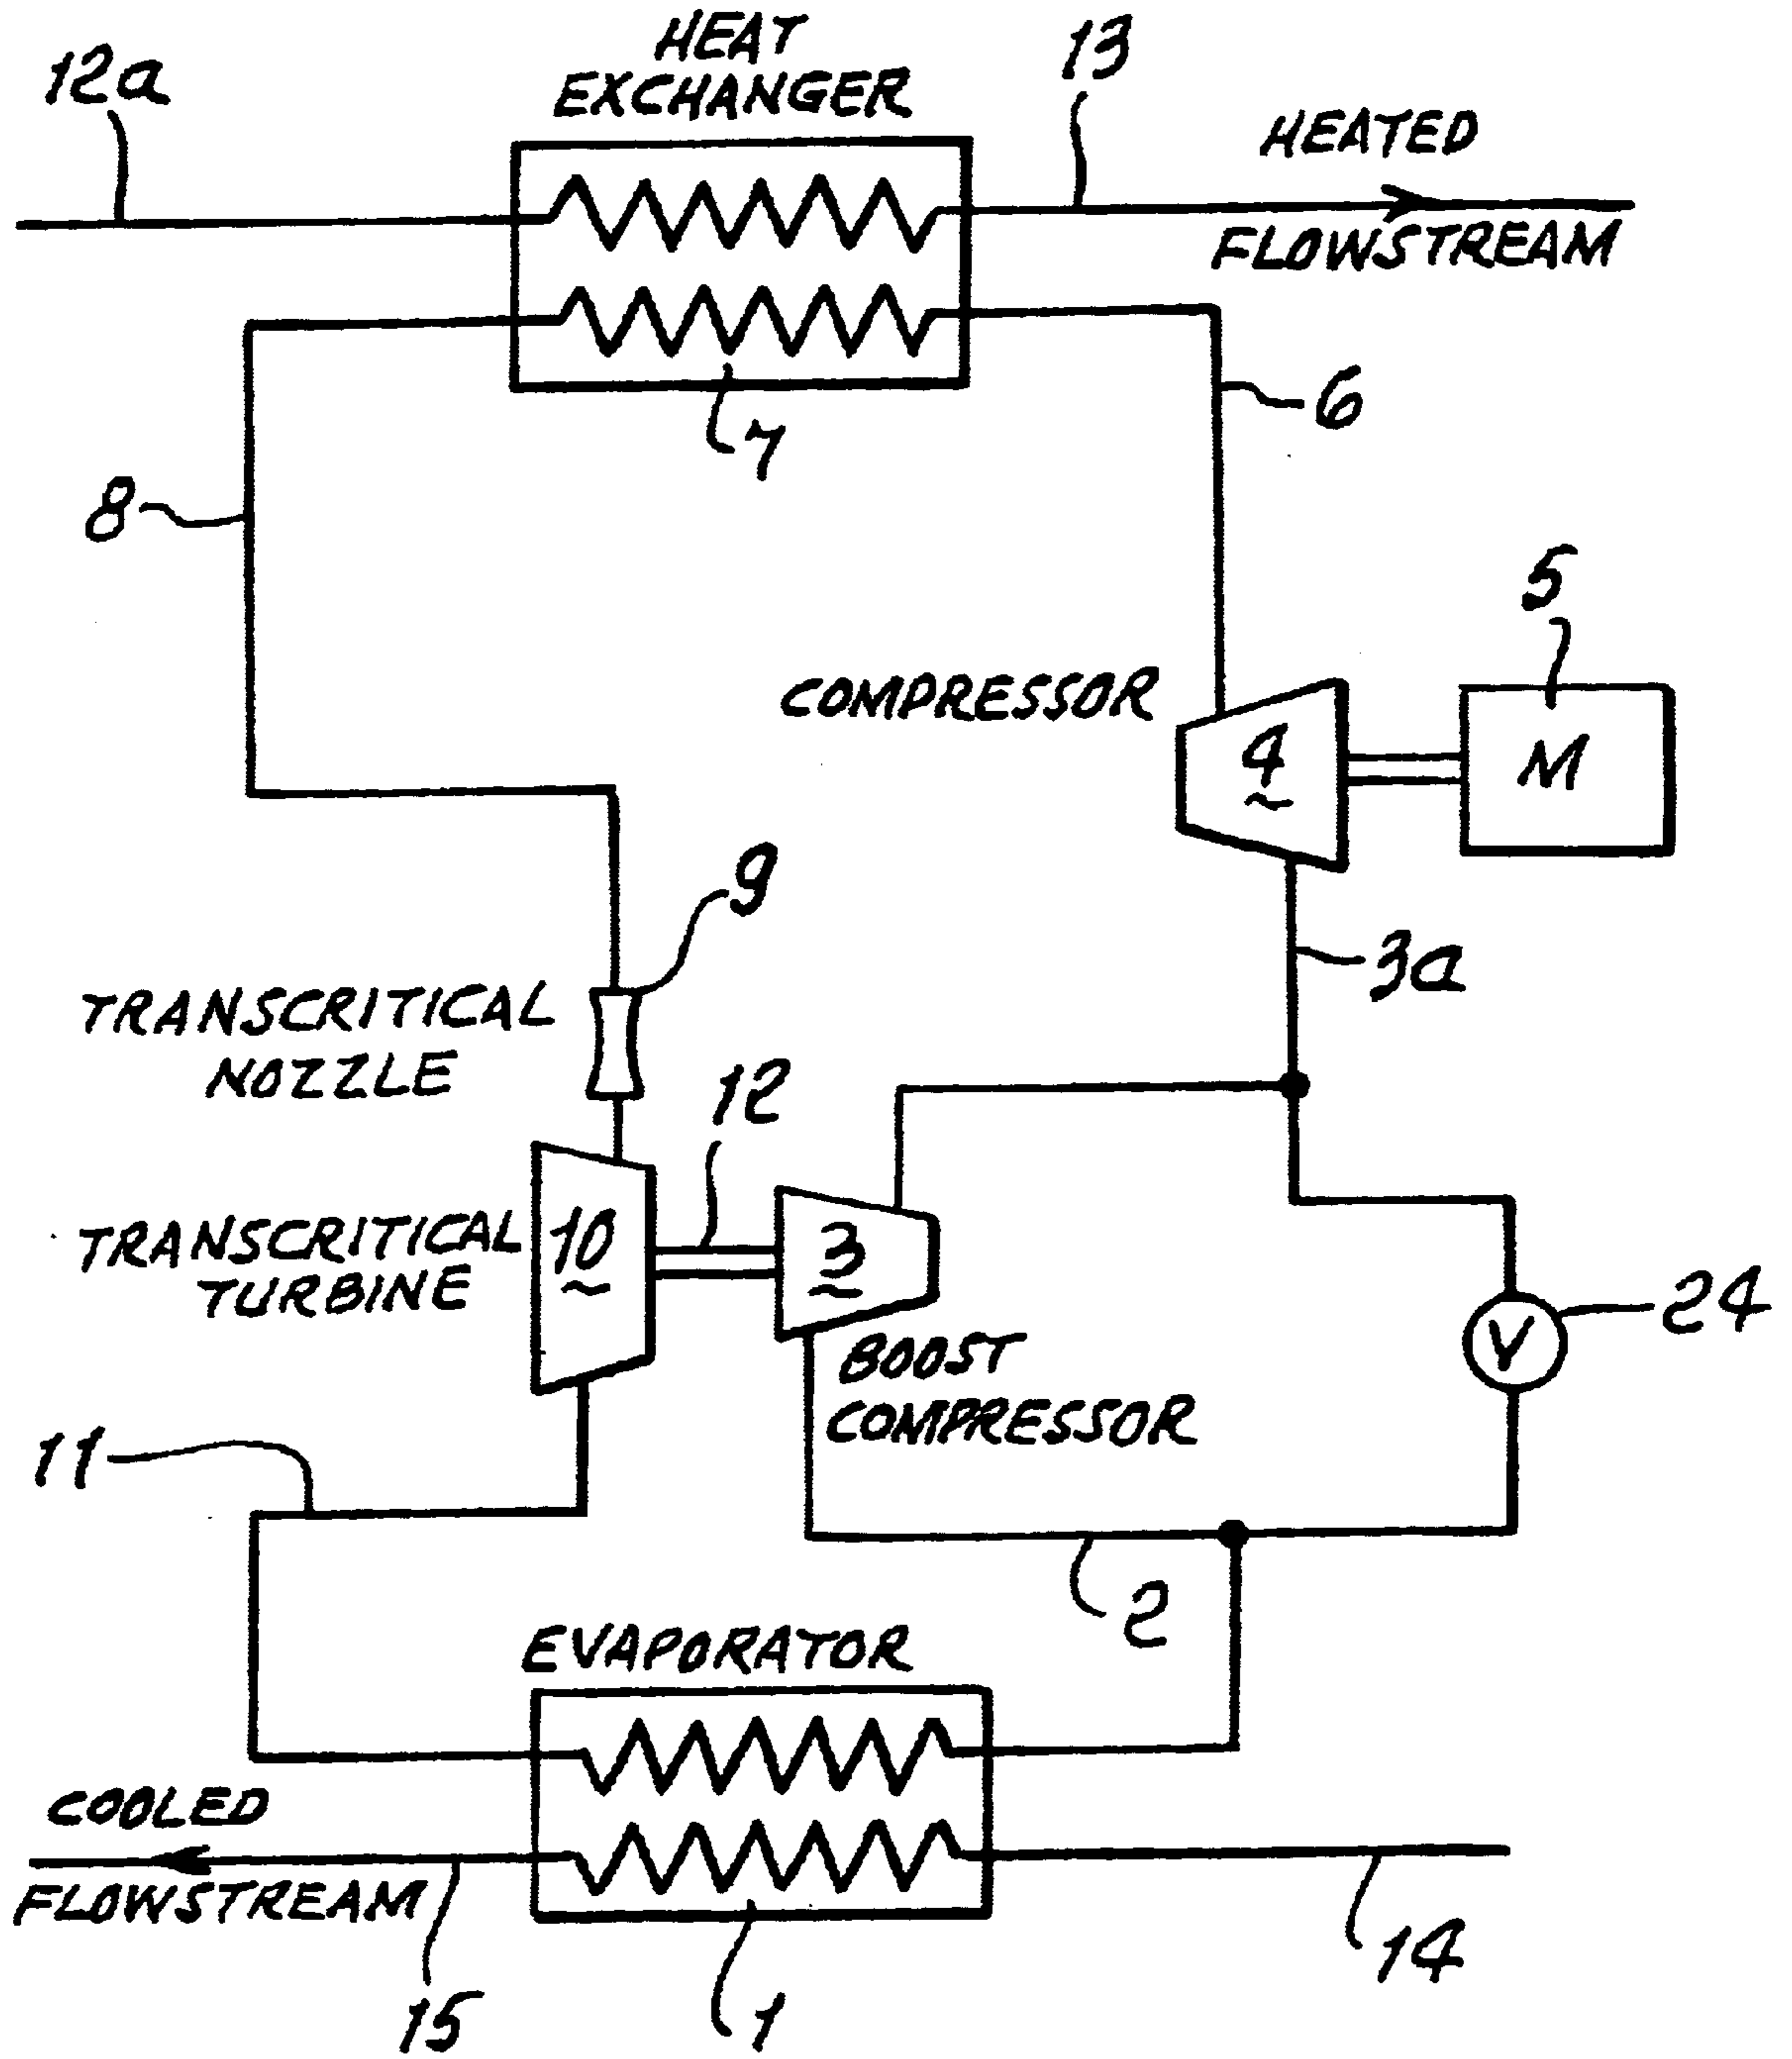 12a
HEAT
EXCHANGER
13
HEATED
FLOWSTREAM
7
6
8
5
COMPRESSOR
4
M
9
3a
TRANSCRITICAL
NOZZLE
12
TRANSCRITICAL
TURBINE
10
3
BOOST
COMPRESSOR
24
V
11
2
EVAPORATOR
COOLED
FLOWSTREAM
14
15
1